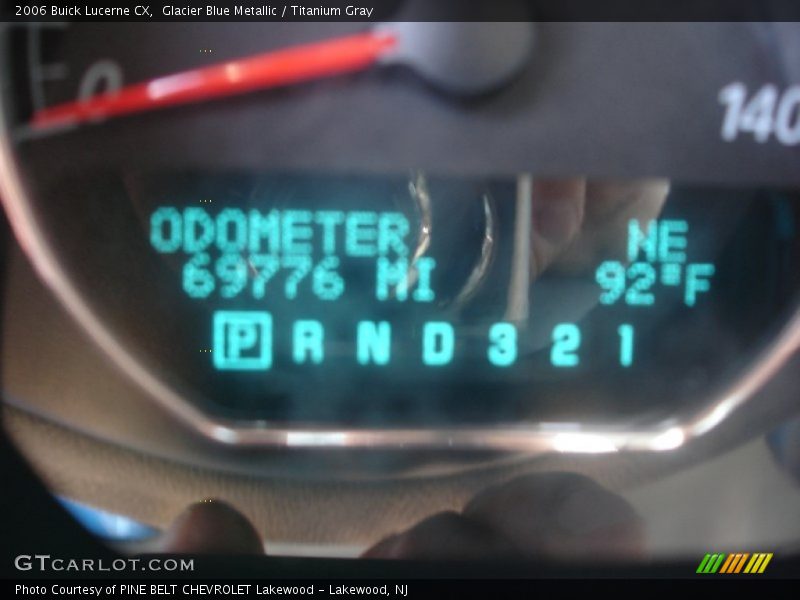 2006 Buick Lucerne CX,  Glacier Blue Metallic / Titanium Gray
0
140
ODOMETER NE
69776 MI 92°F
P R N D 3 2 1
GTCARLOT.COM
Photo Courtesy of PINE BELT CHEVROLET Lakewood - Lakewood, NJ